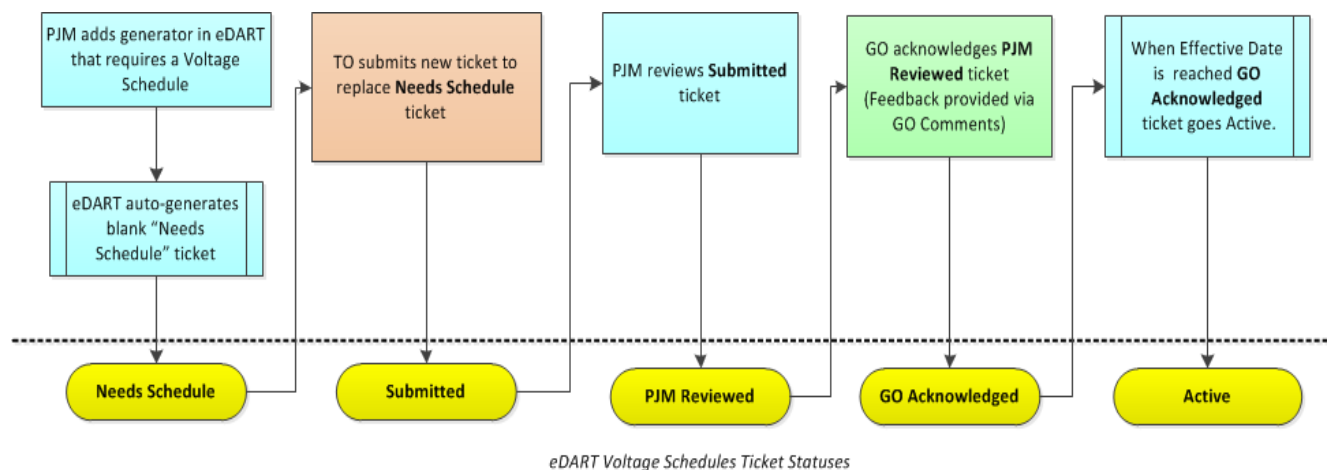 PJM adds generator in eDART
that requires a Voltage
Schedule
eDART auto-generates
blank “Needs
Schedule” ticket
TO submits new ticket to
replace Needs Schedule
ticket
PJM reviews Submitted
ticket
GO acknowledges PJM
Reviewed ticket
(Feedback provided via
GO Comments)
When Effective Date
is reached GO
Acknowledged
ticket goes Active.
Needs Schedule
Submitted
PJM Reviewed
GO Acknowledged
Active
eDART Voltage Schedules Ticket Statuses